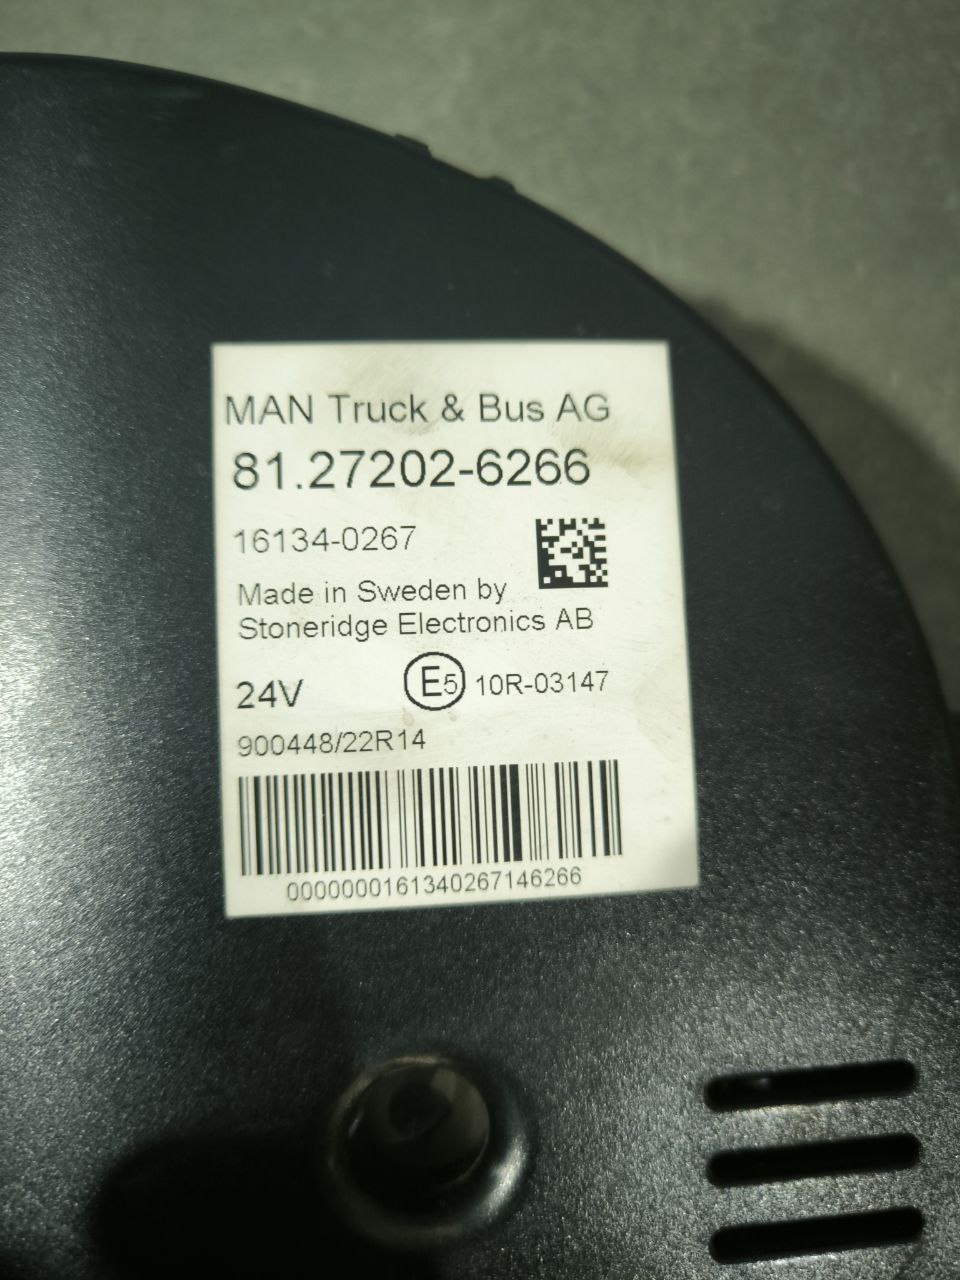 MAN Truck & Bus AG
81.27202-6266
16134-0267
Made in Sweden by
Stoneridge Electronics AB
24V E5 10R-03147
900448/22R14
0000000161340267146266